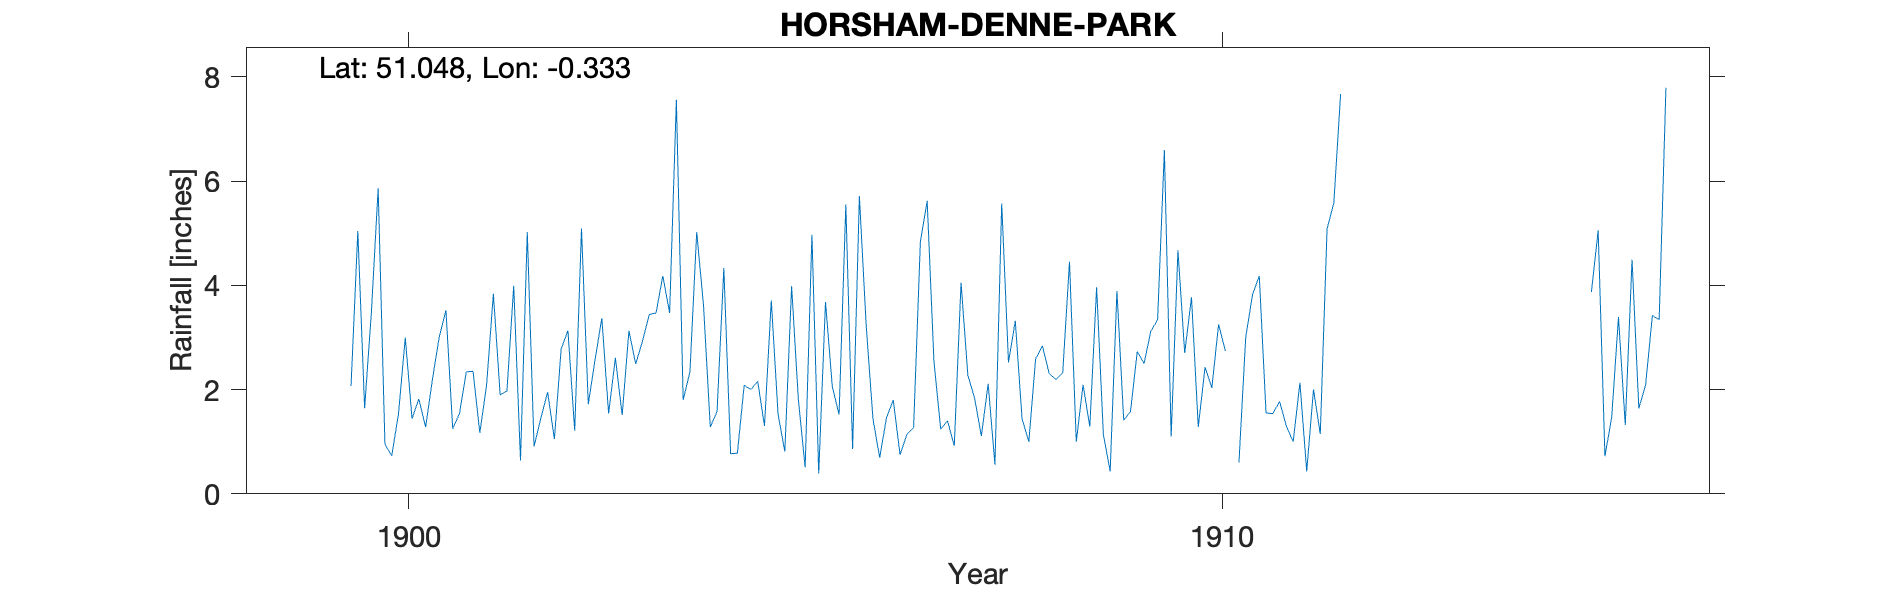 HORSHAM-DENNE-PARK
Lat: 51.048, Lon: -0.333
8
6
4
2
0
Rainfall [inches]
1900 1910
Year